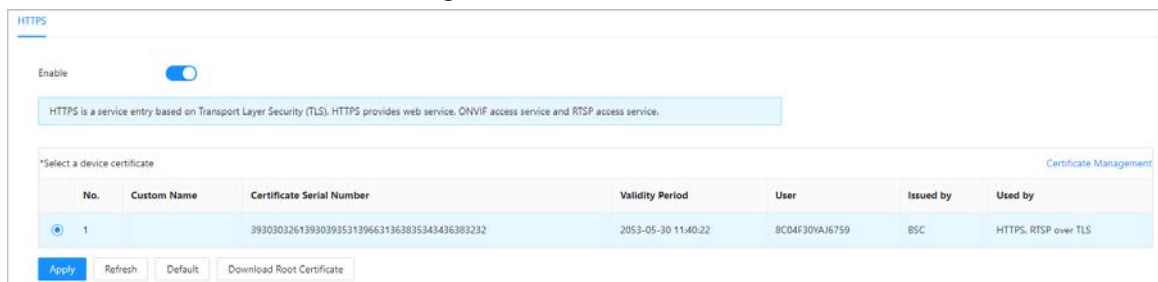 HTTPS
Enable
HTTPS is a service entry based on Transport Layer Security (TLS). HTTPS provides web service, ONVIF access service and RTSP access service.
*Select a device certificate Certificate Management
No. Custom Name Certificate Serial Number Validity Period User Issued by Used by
1 3930303261393039353139663136383534343638323​2 2053-05-30 11:40:22 8C04F30YAJ6759 BSC HTTPS, RTSP over TLS
Apply Refresh Default Download Root Certificate